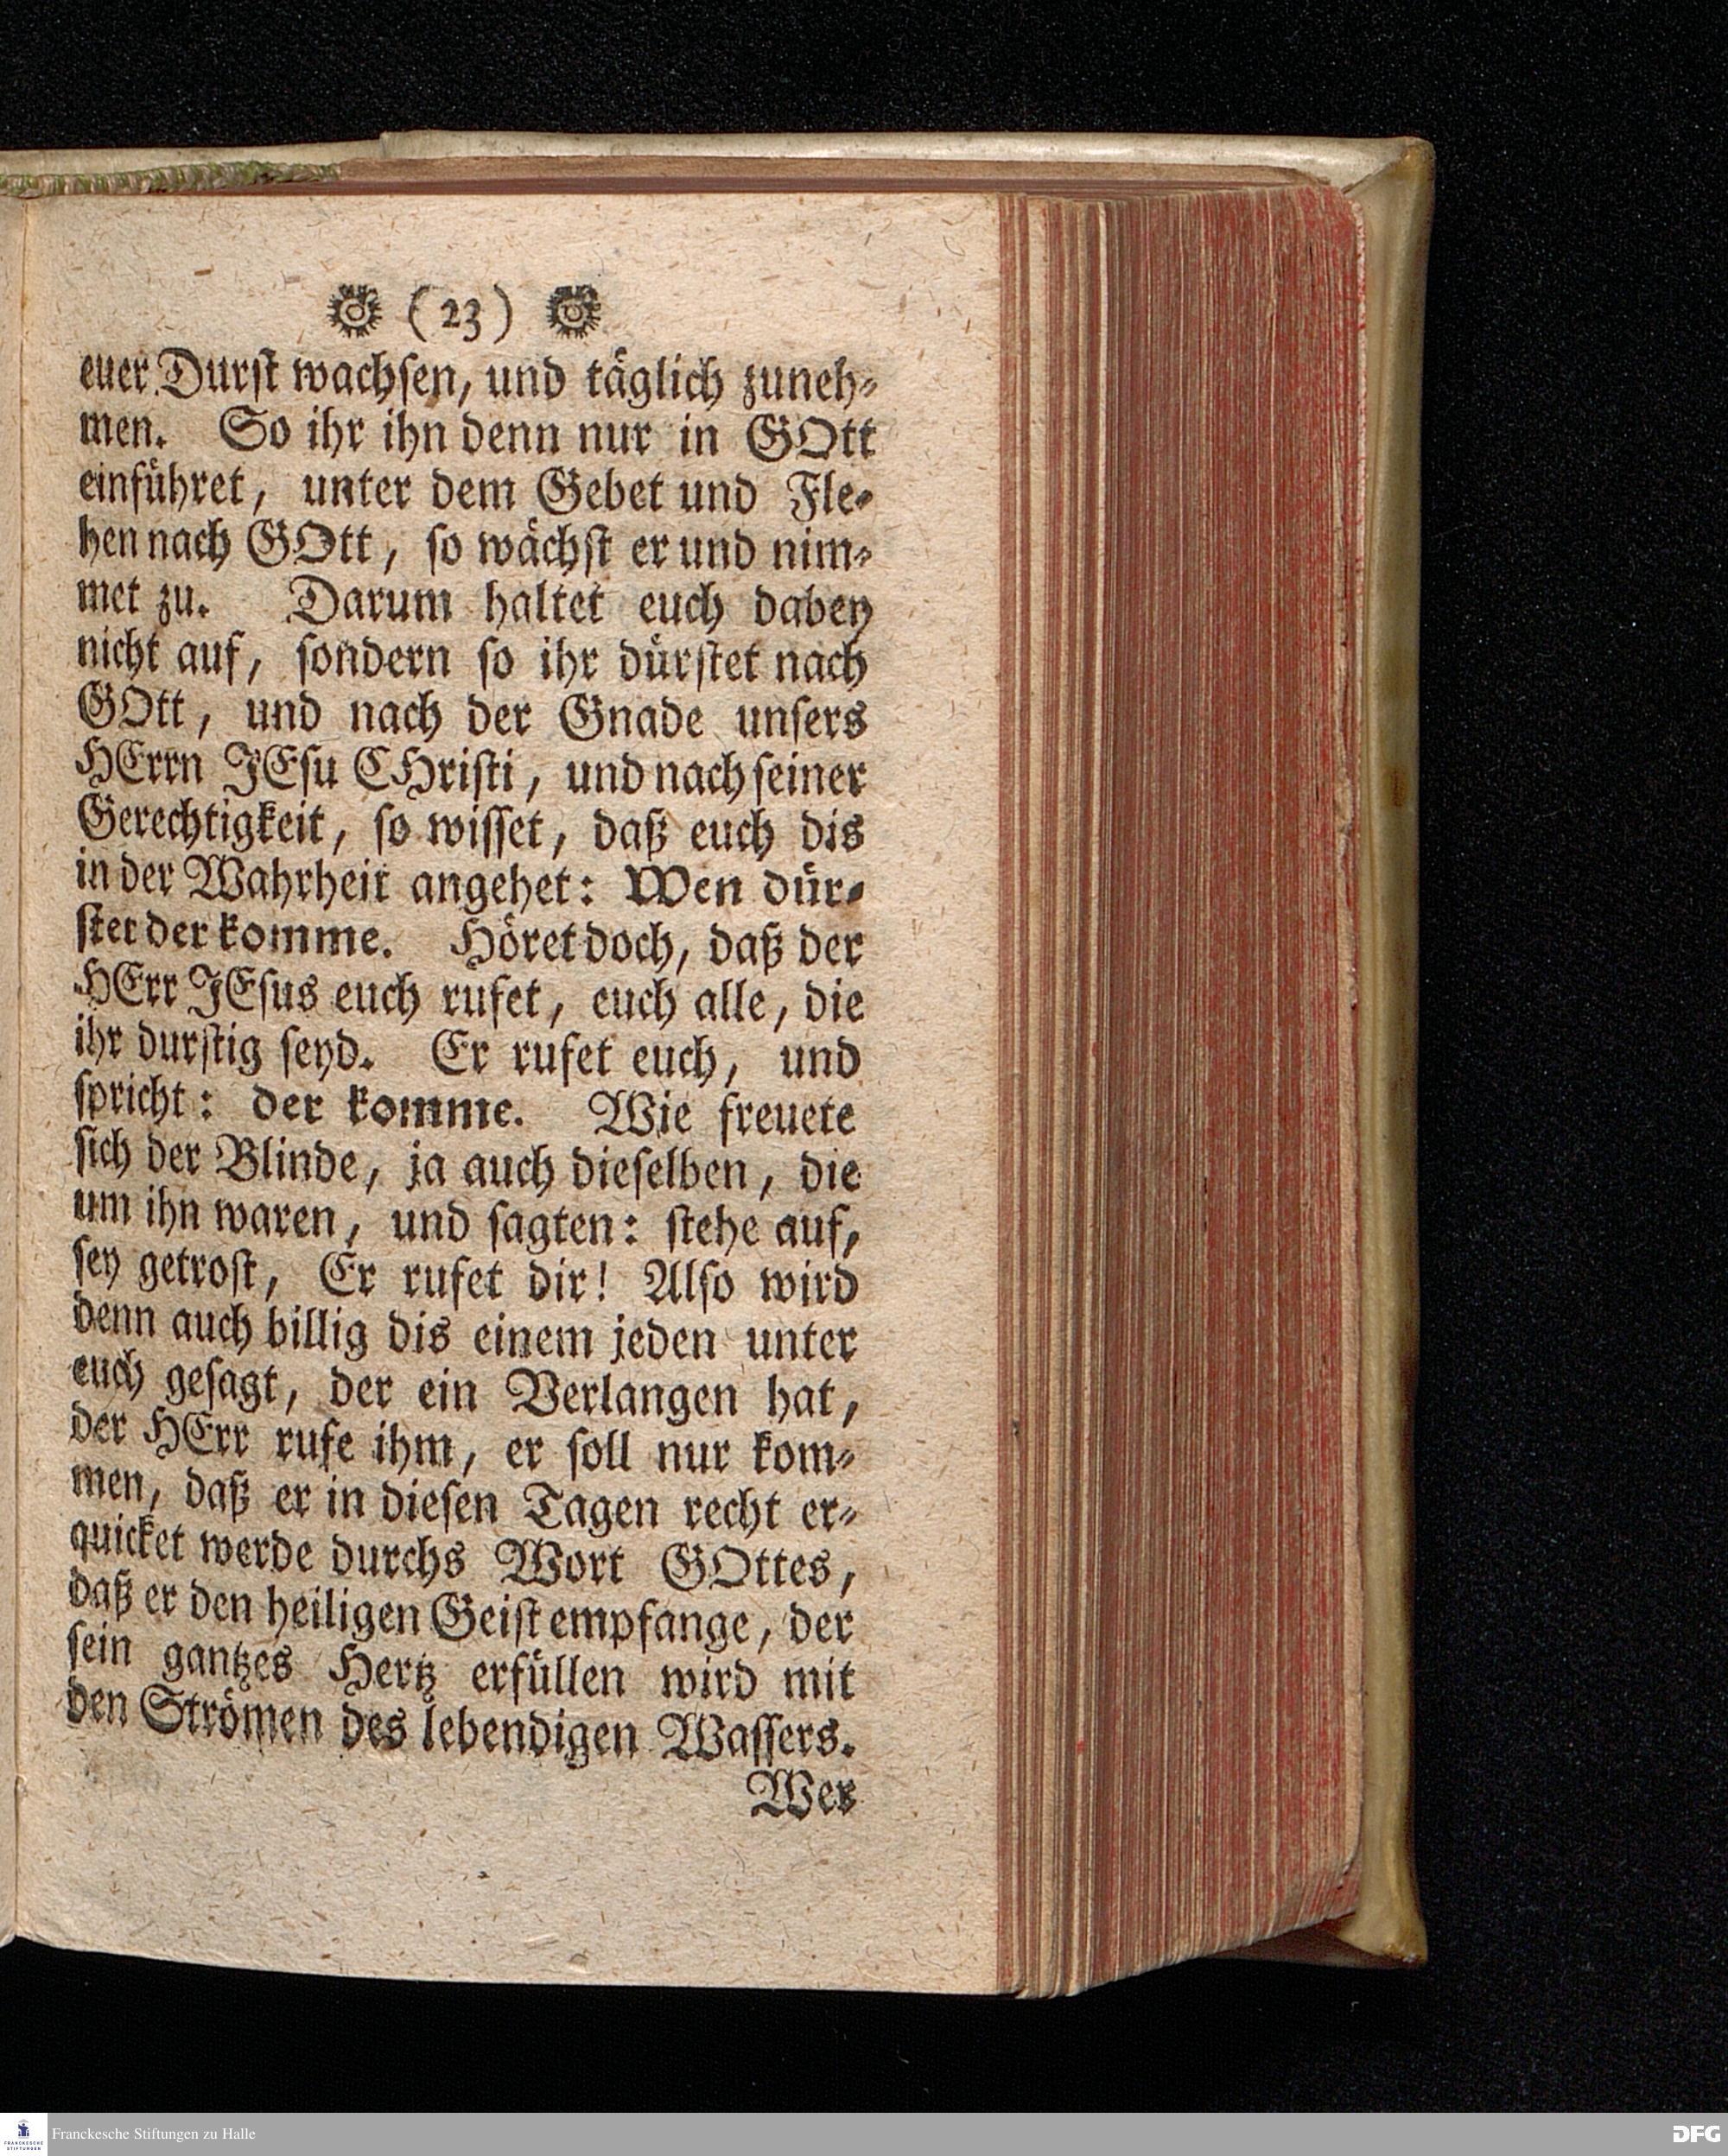 (23)
euer Durſt wachſen, und täglich zuneh⸗
men. So ihr ihn denn nur in GOtt
einführet, unter dem Gebet und Fle⸗
hen nach GOtt, ſo wächſt er und nim⸗
met zu. Darum haltet euch dabey
nicht auf, ſondern ſo ihr dürſtet nach
GOtt, und nach der Gnade unſers
HErrn JEſu CHriſti, und nach ſeiner
Gerechtigkeit, ſo wiſſet, daß euch dis
in der Wahrheit angehet: Wen dür⸗
ſtet der komme. Höret doch, daß der
HErr JEſus euch rufet, euch alle, die
ihr durſtig ſeyd. Er rufet euch, und
ſpricht: der komme. Wie freuete
ſich der Blinde, ja auch dieſelben, die
um ihn waren, und ſagten: ſtehe auf,
ſey getroſt, Er rufet dir! Alſo wird
denn auch billig dis einem jeden unter
euch geſagt, der ein Verlangen hat,
der HErr rufe ihm, er ſoll nur kom⸗
men, daß er in dieſen Tagen recht er⸗
quicket werde durchs Wort GOttes,
daß er den heiligen Geiſt empfange, der
ſein gantzes Hertz erfüllen wird mit
den Strömen des lebendigen Waſſers.
Wer
FRANCKESCHE
STIFTUNGEN
Franckesche Stiftungen zu Halle
DFG